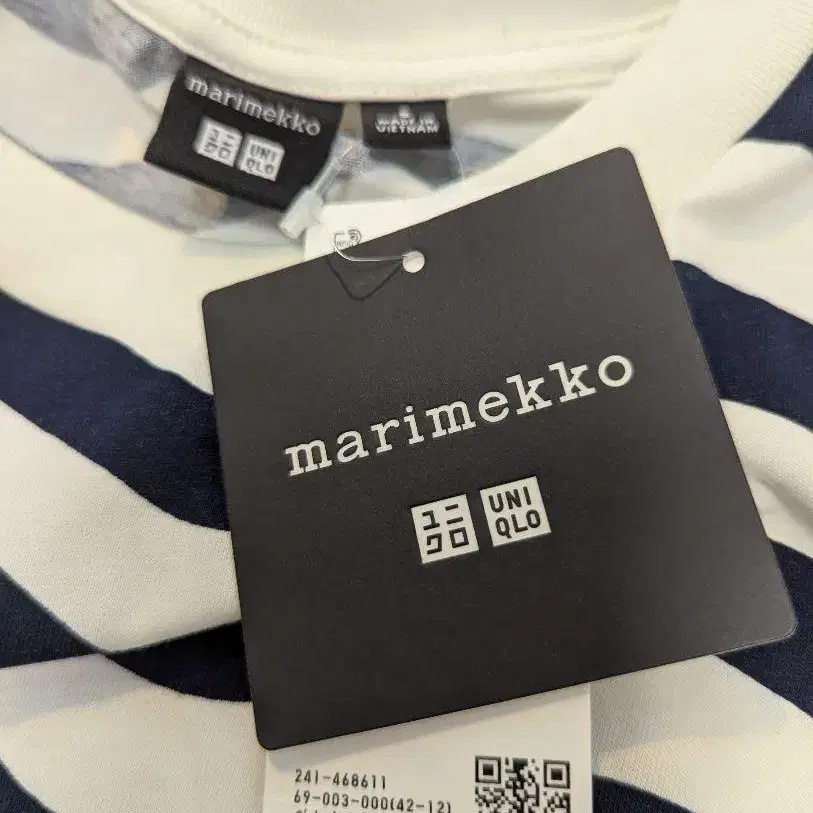 marimekko
ユニ
クロ
UNI
QLO
MADE IN
VIETNAM
marimekko
ユニ
クロ
UNI
QLO
241-468611
69-003-000(42-12)